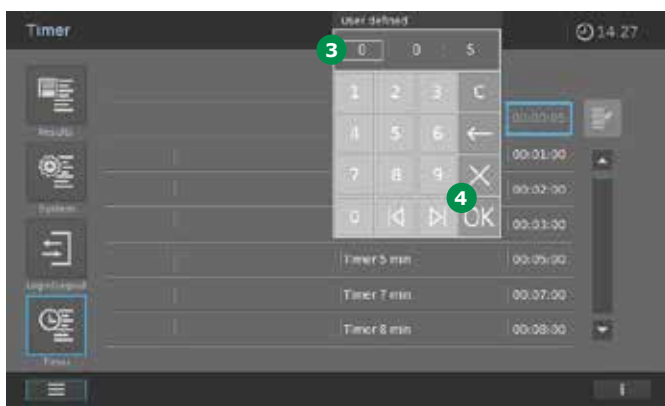 Timer
User defined
14:27
3
0 : 0 : 5
1 2 3 C
Results
4 5 6 ←
00:00:05
7 8 9 X
00:01:00
System
4
00:02:00
0 OK
00:03:00
Timer 5 min 00:05:00
Login/Logout
Timer 7 min 00:07:00
Timer 8 min 00:08:00
Timer
i